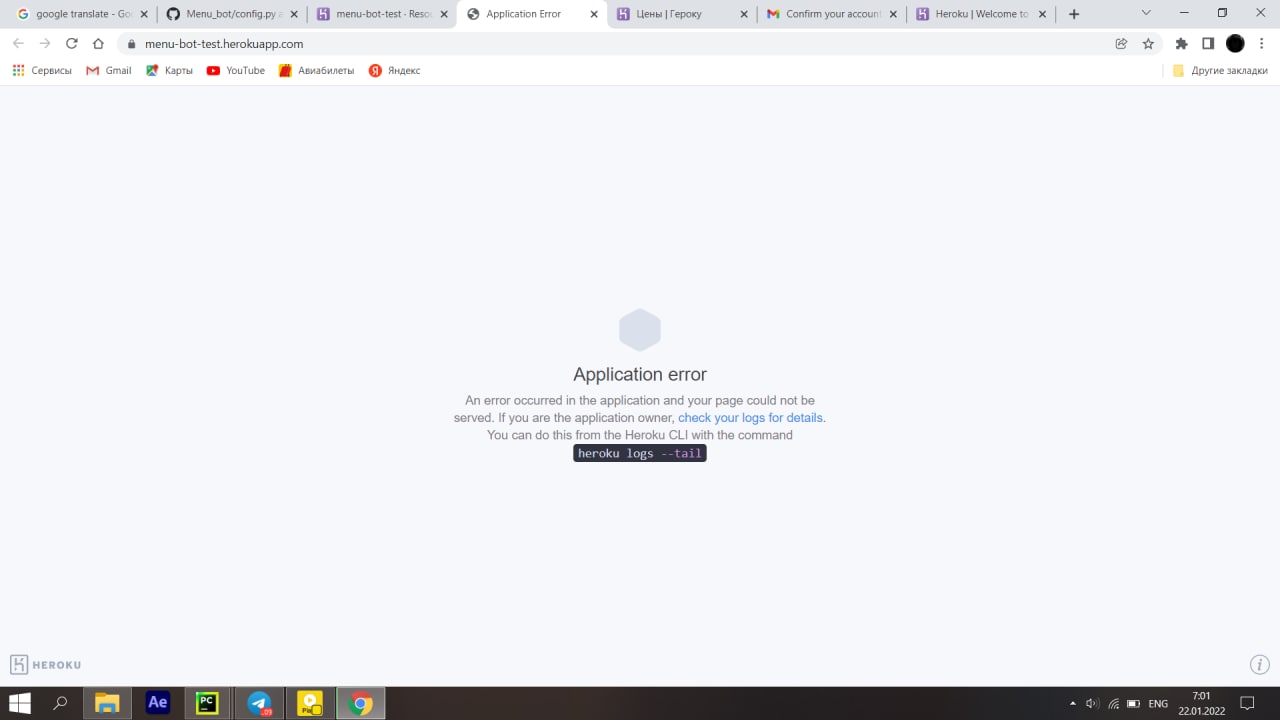 google translate - Goo
Menu_bot/config.py a
menu-bot-test · Resou
Application Error
Цены | Героку
Confirm your account
Heroku | Welcome to
menu-bot-test.herokuapp.com
Сервисы
Gmail
Карты
YouTube
Авиабилеты
Яндекс
Другие закладки
Application error
An error occurred in the application and your page could not be
served. If you are the application owner, check your logs for details.
You can do this from the Heroku CLI with the command
heroku logs --tail
HEROKU
Ae
PC
ENG
7:01
22.01.2022